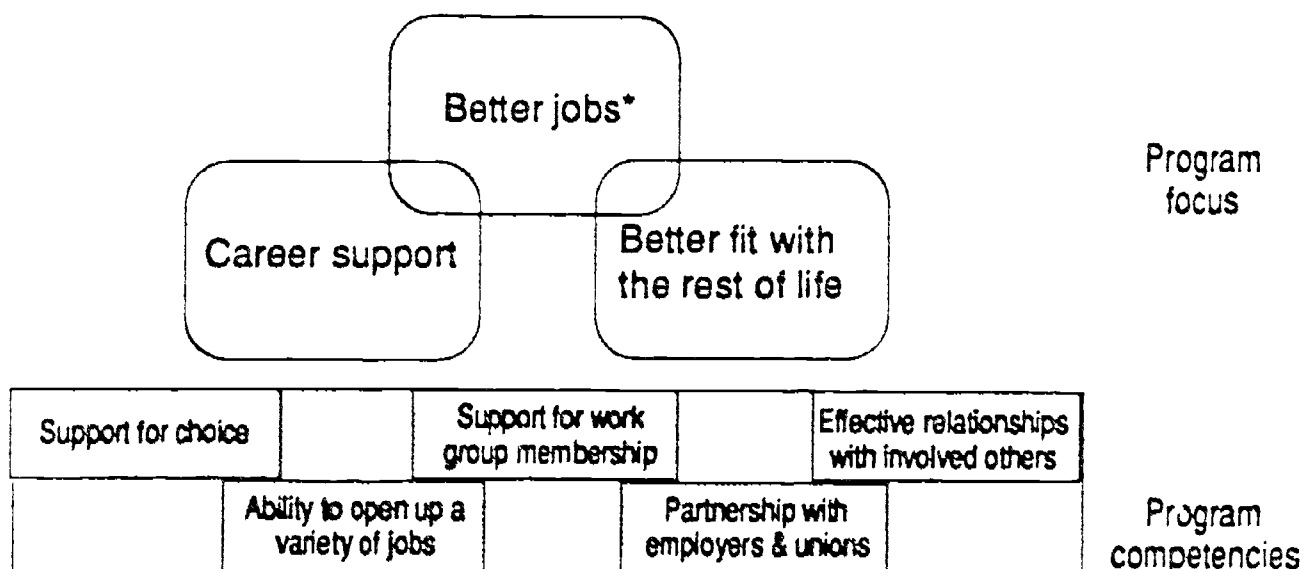 Better jobs*
Program
focus
Career support
Better fit with
the rest of life
Support for choice
Support for work
group membership
Effective relationships
with involved others
Ability to open up a
variety of jobs
Partnership with
employers & unions
Program
competencies